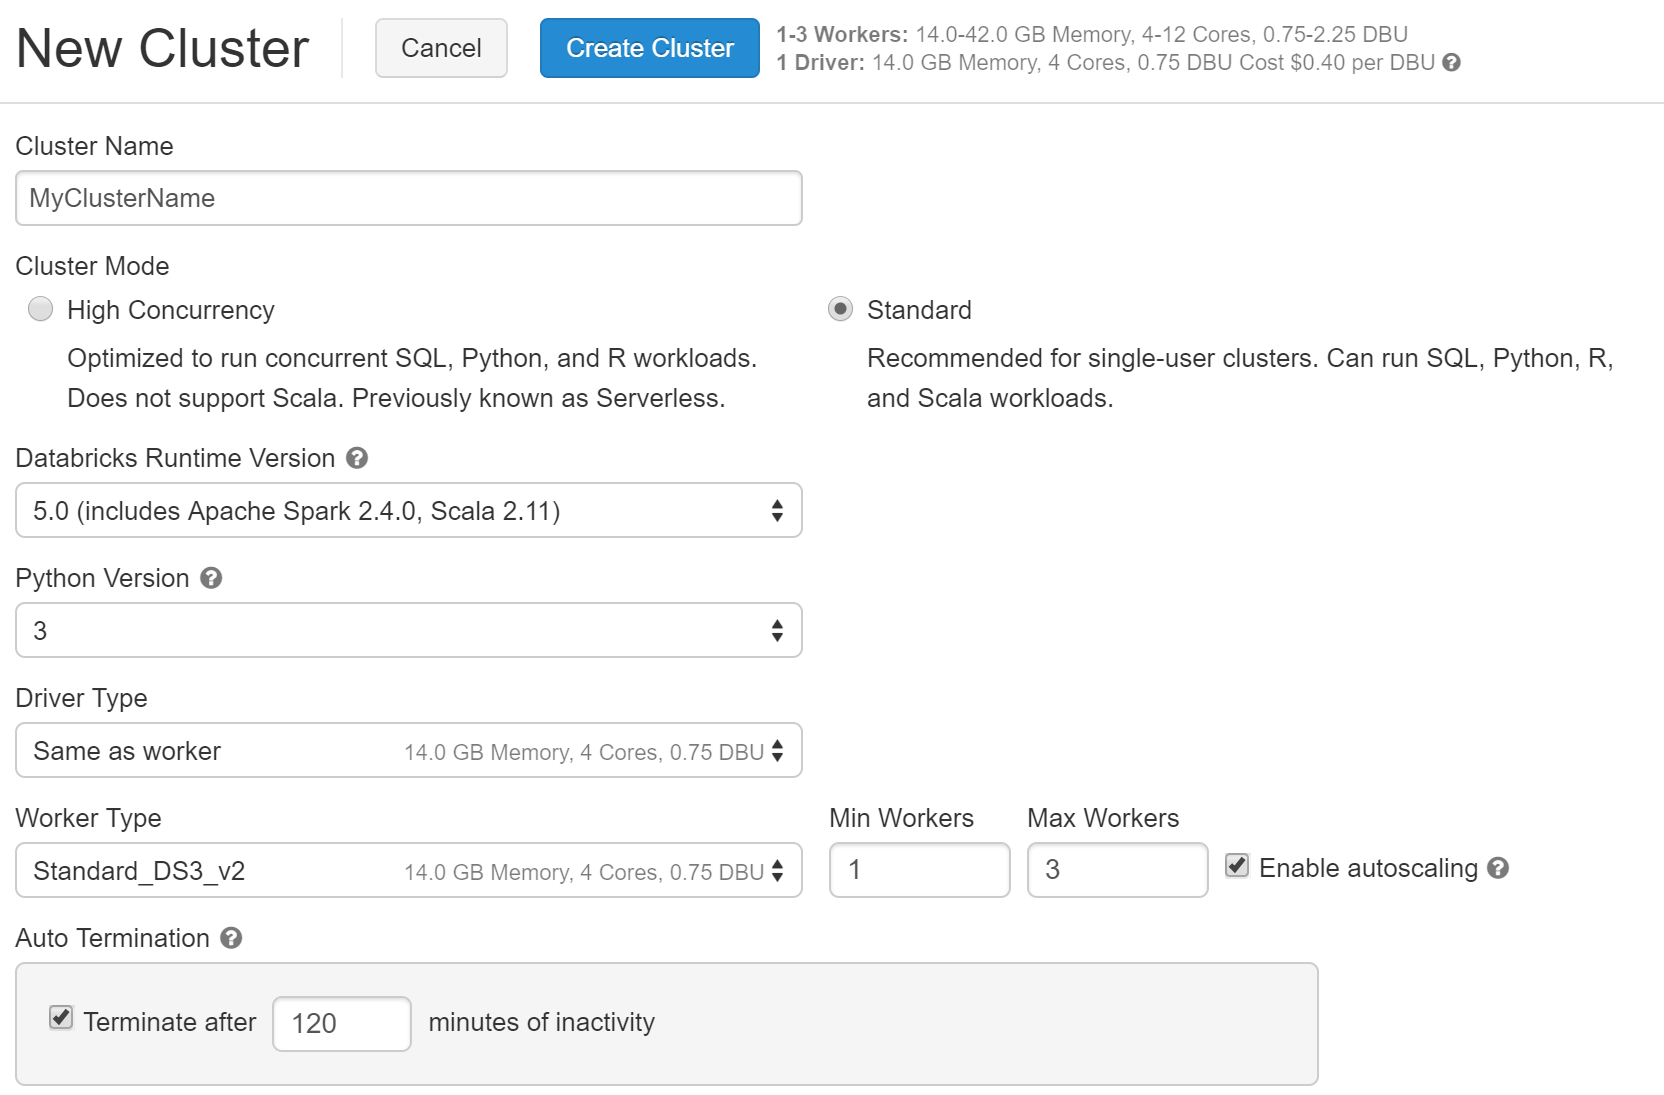 New Cluster
Cancel
Create Cluster
1-3 Workers: 14.0-42.0 GB Memory, 4-12 Cores, 0.75-2.25 DBU
1 Driver: 14.0 GB Memory, 4 Cores, 0.75 DBU Cost $0.40 per DBU ?
Cluster Name
MyClusterName
Cluster Mode
High Concurrency
Optimized to run concurrent SQL, Python, and R workloads.
Does not support Scala. Previously known as Serverless.
Standard
Recommended for single-user clusters. Can run SQL, Python, R,
and Scala workloads.
Databricks Runtime Version ?
5.0 (includes Apache Spark 2.4.0, Scala 2.11)
Python Version ?
3
Driver Type
Same as worker 14.0 GB Memory, 4 Cores, 0.75 DBU
Worker Type
Standard_DS3_v2 14.0 GB Memory, 4 Cores, 0.75 DBU
Min Workers
1
Max Workers
3
Enable autoscaling ?
Auto Termination ?
Terminate after 120 minutes of inactivity